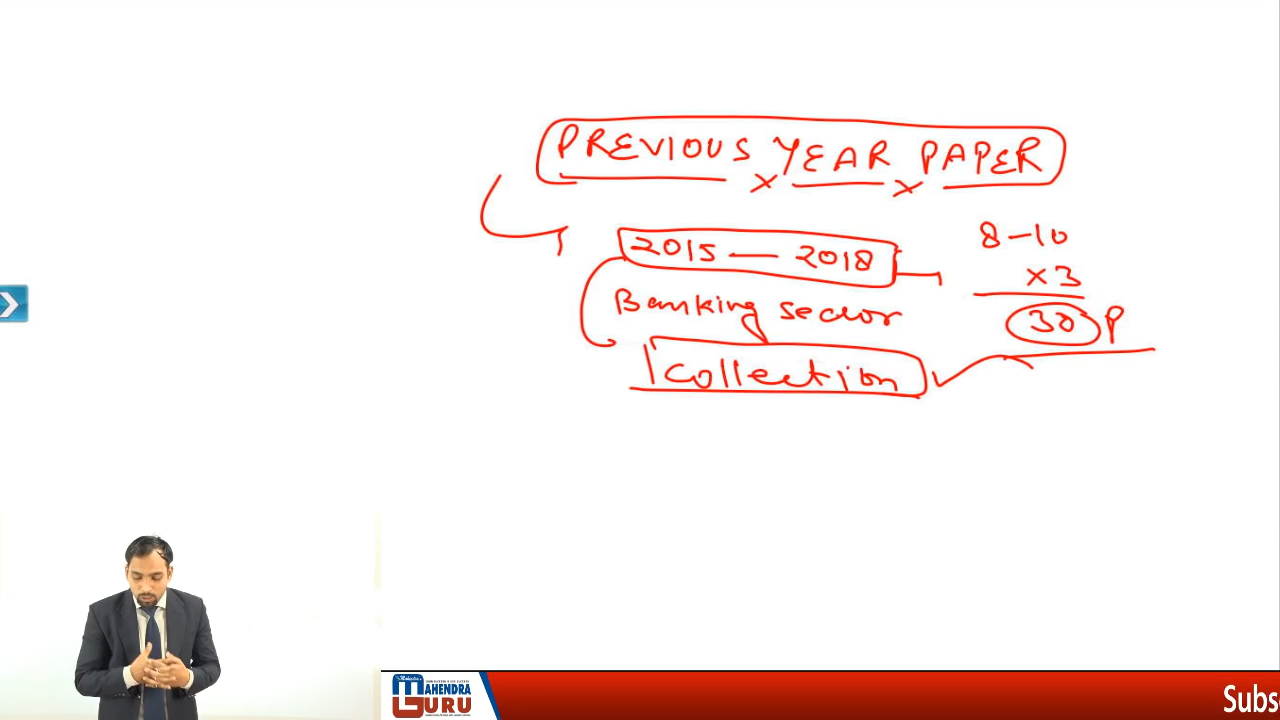 PREVIOUS YEAR PAPER
2015 — 2018
8-10
×3
30 P
Banking sector
collection
MAHENDRA
GURU
Subs